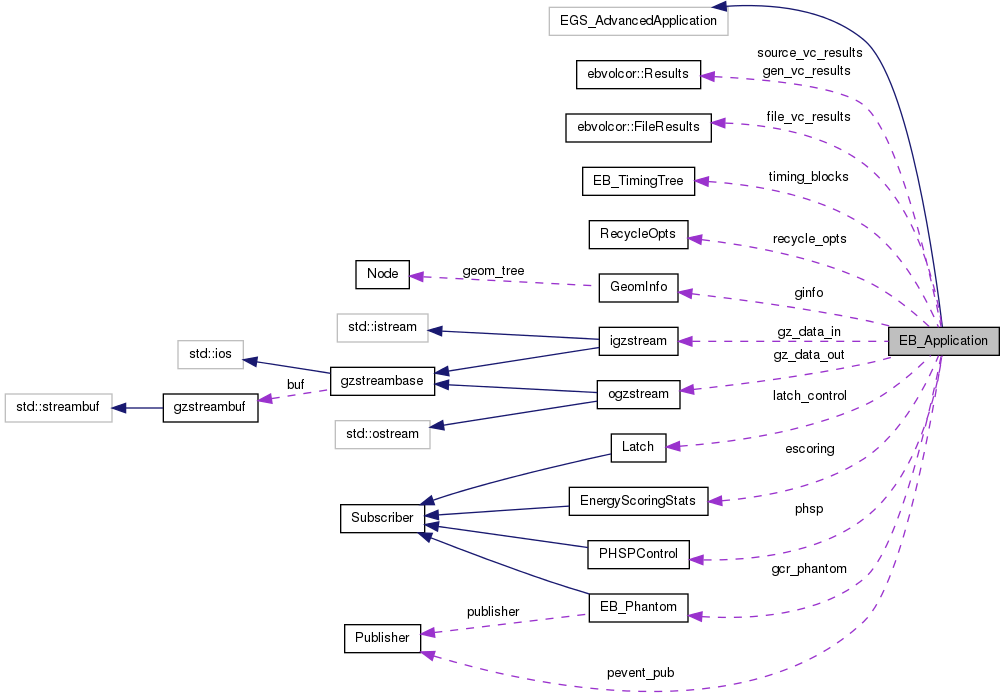 EGS_AdvancedApplication
source_vc_results
gen_vc_results
ebvolcor::Results
file_vc_results
ebvolcor::FileResults
timing_blocks
EB_TimingTree
RecycleOpts
recycle_opts
Node
geom_tree
GeomInfo
ginfo
std::istream
igzstream
gz_data_in
EB_Application
std::ios
gz_data_out
buf
gzstreambase
ogzstream
latch_control
std::streambuf
gzstreambuf
std::ostream
Latch
escoring
EnergyScoringStats
phsp
Subscriber
PHSPControl
gcr_phantom
publisher
EB_Phantom
Publisher
pevent_pub